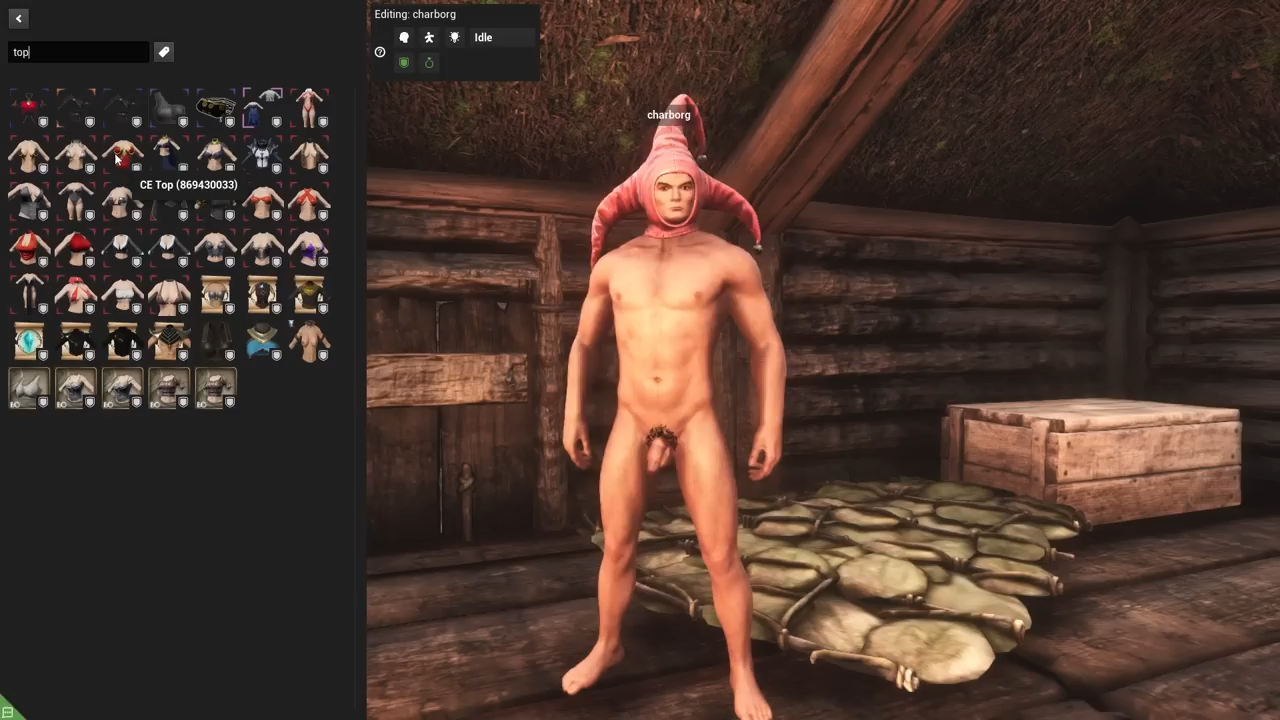 Editing: charborg
top
Idle
charborg
CE Top (869430033)